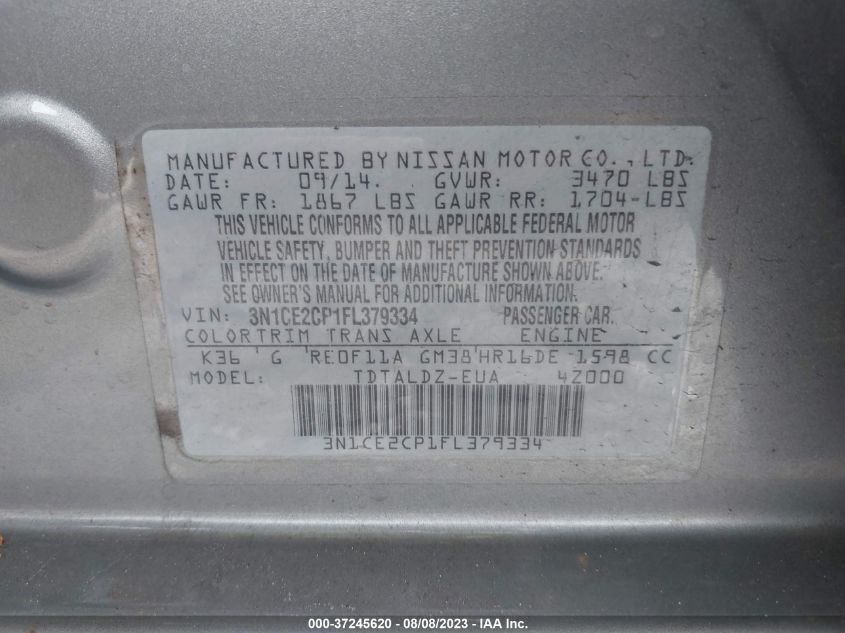 MANUFACTURED BY NISSAN MOTOR CO., LTD.
DATE: 09/14. GVWR: 3470 LBS
GAWR FR: 1867 LBS GAWR RR: 1704-LBS
THIS VEHICLE CONFORMS TO ALL APPLICABLE FEDERAL MOTOR
VEHICLE SAFETY, BUMPER AND THEFT PREVENTION STANDARDS
IN EFFECT ON THE DATE OF MANUFACTURE SHOWN ABOVE.
SEE OWNER'S MANUAL FOR ADDITIONAL INFORMATION.
VIN: 3N1CE2CP1FL379334 PASSENGER CAR.
COLOR TRIM TRANS AXLE ENGINE
K36 G RE0F11A GM38 HR16DE 1598 CC
MODEL: TDTALDZ-EUA 4Z000
3N1CE2CP1FL379334
000-37245620 - 08/08/2023 - IAA Inc.